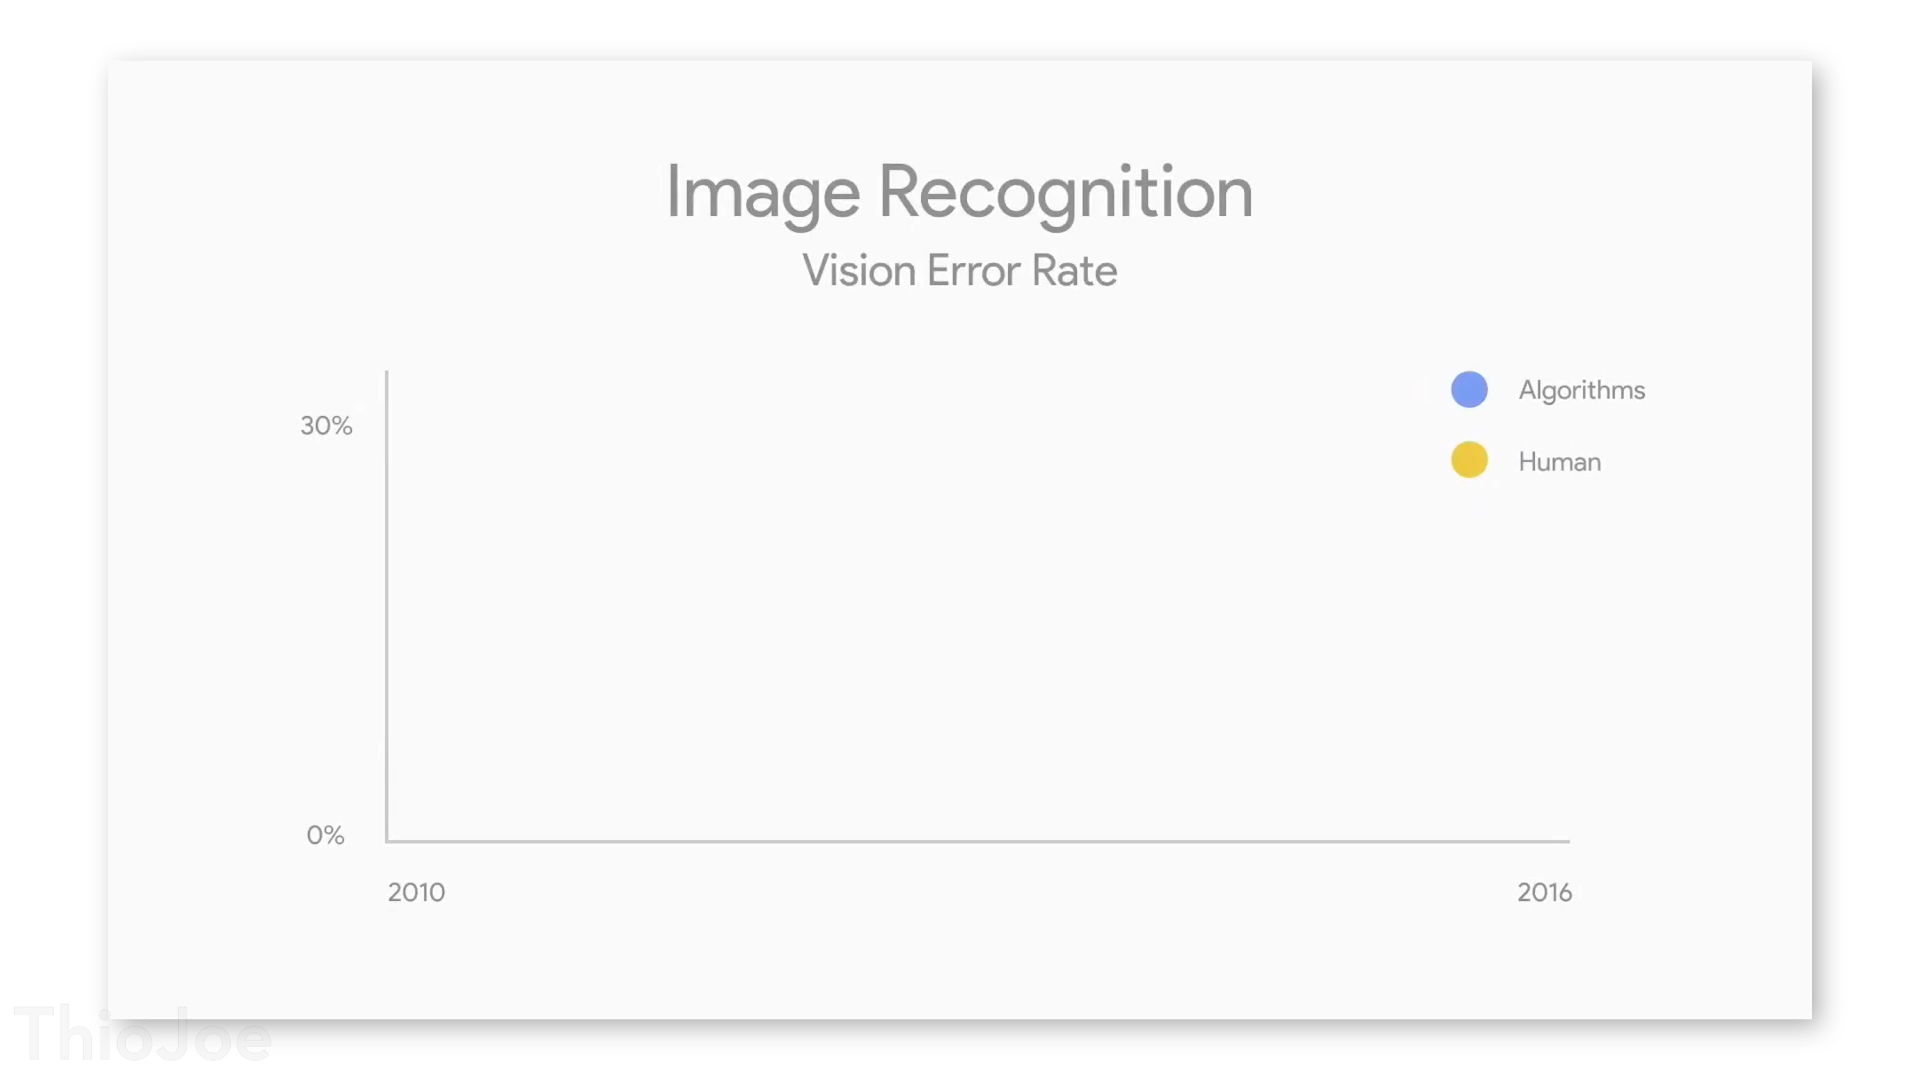 Image Recognition
Vision Error Rate
Algorithms
30%
Human
0%
2010 2016
ThioJoe